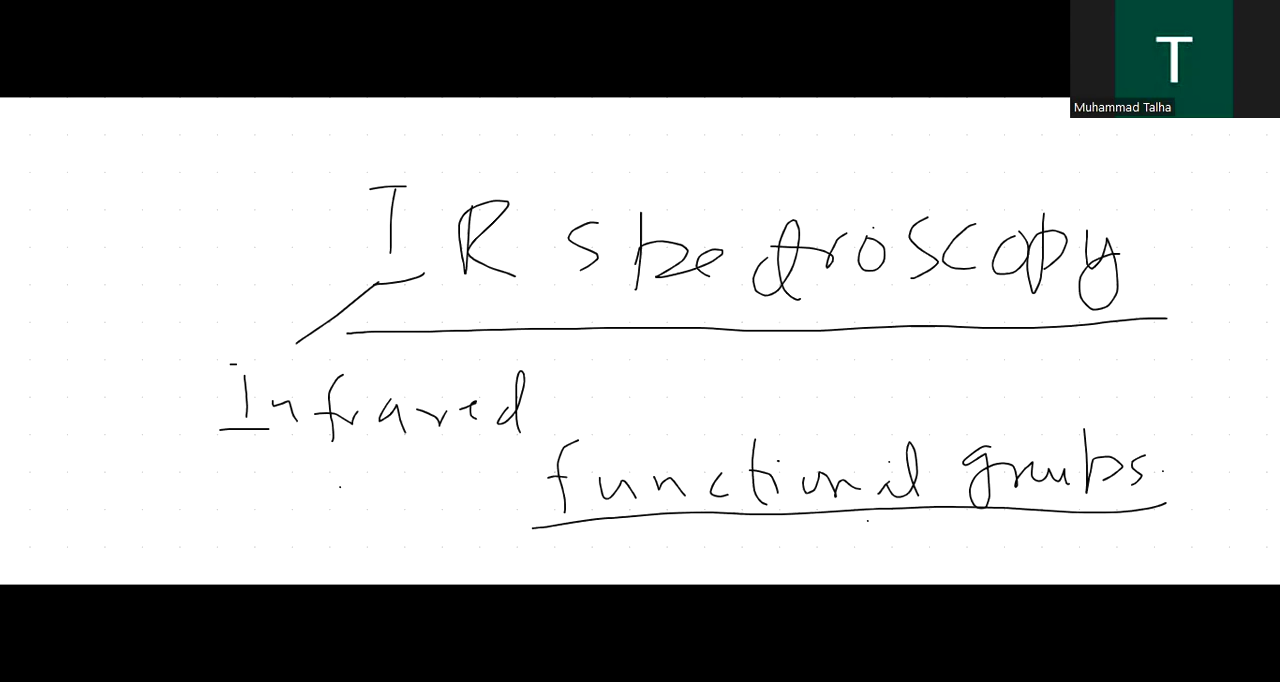 T
Muhammad Talha
IR spectroscopy
Infrared
functional groups